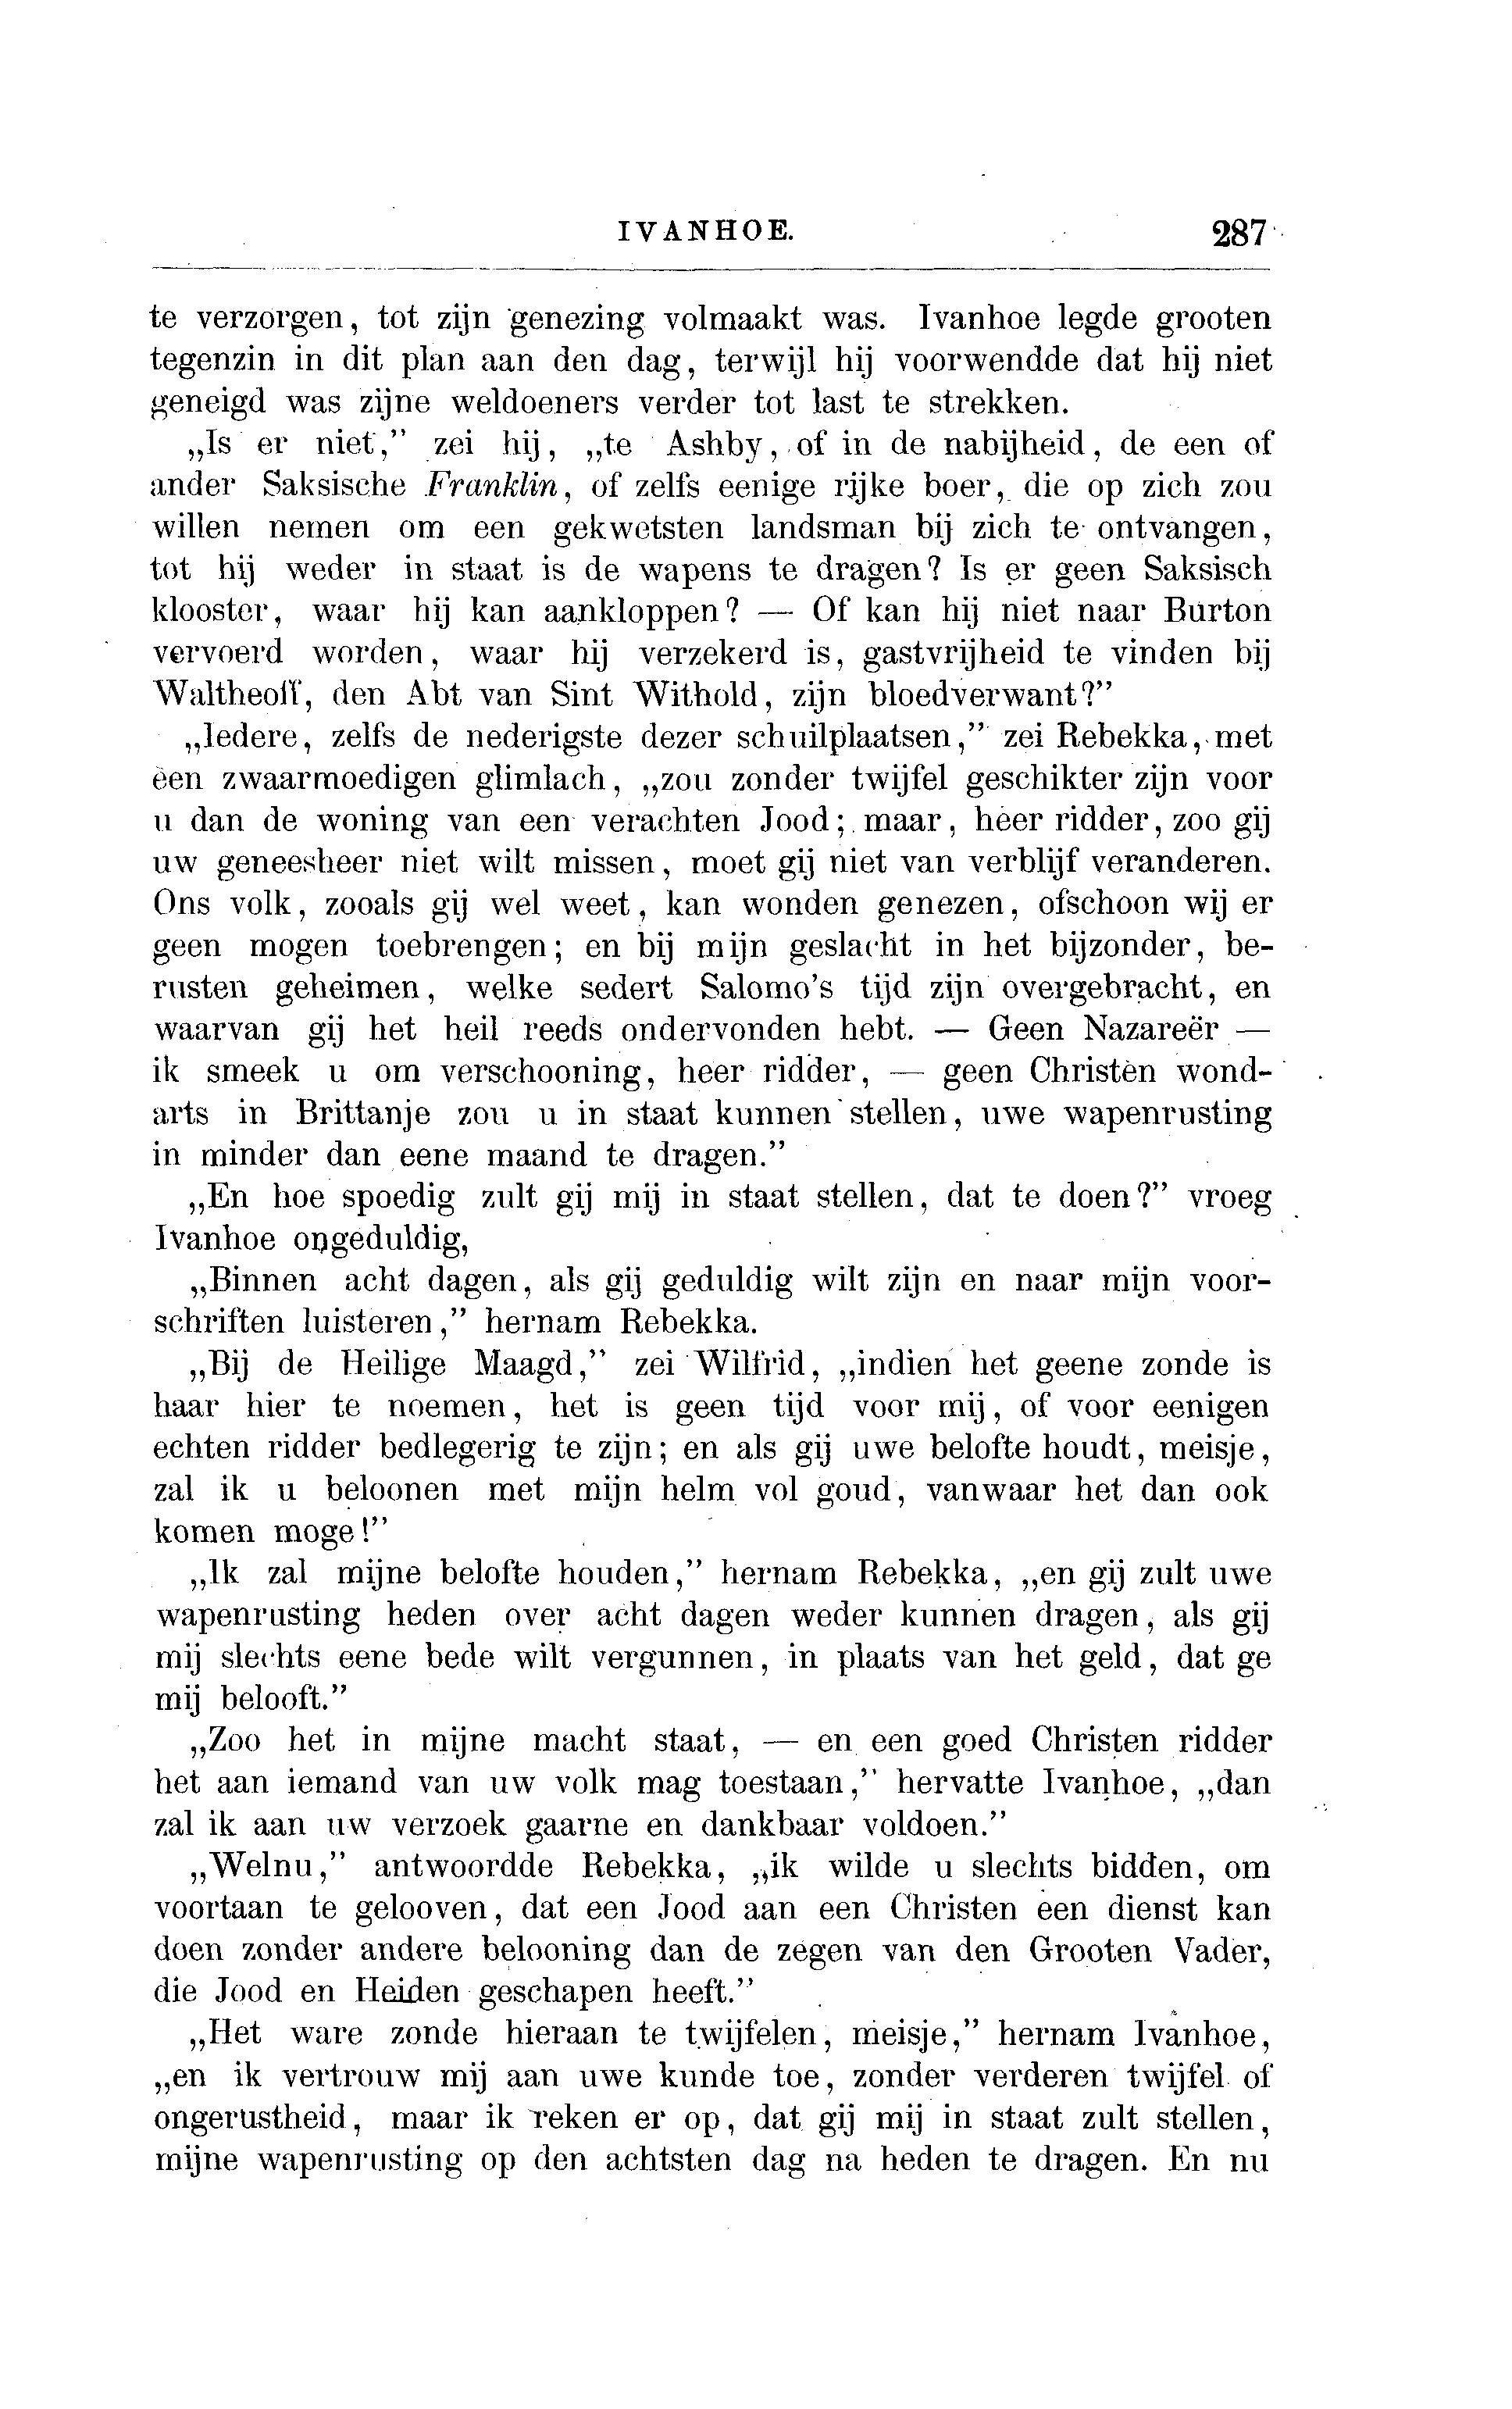 IVANHOE. 287
te verzorgen, tot zijn genezing volmaakt was. Ivanhoe legde grooten
tegenzin in dit plan aan den dag, terwijl hij voorwendde dat hij niet
geneigd was zijne weldoeners verder tot last te strekken.
„Is er niet,” zei hij, „te Ashby, of in de nabijheid, de een of
ander Saksische Franklin, of zelfs eenige rijke boer, die op zich zou
willen nemen om een gekwetsten landsman bij zich te ontvangen,
tot hij weder in staat is de wapens te dragen? Is er geen Saksisch
klooster, waar hij kan aankloppen? — Of kan hij niet naar Burton
vervoerd worden, waar hij verzekerd is, gastvrijheid te vinden bij
Waltheoff, den Abt van Sint Withold, zijn bloedverwant?”
„Iedere, zelfs de nederigste dezer schuilplaatsen,” zei Rebekka, met
een zwaarmoedigen glimlach, „zou zonder twijfel geschikter zijn voor
u dan de woning van een verachten Jood; maar, heer ridder, zoo gij
uw geneesheer niet wilt missen, moet gij niet van verblijf veranderen.
Ons volk, zooals gij wel weet, kan wonden genezen, ofschoon wij er
geen mogen toebrengen; en bij mijn geslacht in het bijzonder, be-
rusten geheimen, welke sedert Salomo's tijd zijn overgebracht, en
waarvan gij het heil reeds ondervonden hebt. — Geen Nazareër —
ik smeek u om verschooning, heer ridder, — geen Christen wond-
arts in Brittanje zou u in staat kunnen stellen, uwe wapenrusting
in minder dan eene maand te dragen.”
„En hoe spoedig zult gij mij in staat stellen, dat te doen?” vroeg
Ivanhoe ongeduldig,
„Binnen acht dagen, als gij geduldig wilt zijn en naar mijn voor-
schriften luisteren,” hernam Rebekka.
„Bij de Heilige Maagd,” zei Wilfrid, „indien het geene zonde is
haar hier te noemen, het is geen tijd voor mij, of voor eenigen
echten ridder bedlegerig te zijn; en als gij uwe belofte houdt, meisje,
zal ik u beloonen met mijn helm vol goud, vanwaar het dan ook
komen moge!”
„Ik zal mijne belofte houden,” hernam Rebekka, „en gij zult uwe
wapenrusting heden over acht dagen weder kunnen dragen, als gij
mij slechts eene bede wilt vergunnen, in plaats van het geld, dat ge
mij belooft.”
„Zoo het in mijne macht staat, — en een goed Christen ridder
het aan iemand van uw volk mag toestaan,” hervatte Ivanhoe, „dan
zal ik aan uw verzoek gaarne en dankbaar voldoen.”
„Welnu,” antwoordde Rebekka, „ik wilde u slechts bidden, om
voortaan te gelooven, dat een Jood aan een Christen een dienst kan
doen zonder andere belooning dan de zegen van den Grooten Vader,
die Jood en Heiden geschapen heeft.”
„Het ware zonde hieraan te twijfelen, meisje,” hernam Ivanhoe,
„en ik vertrouw mij aan uwe kunde toe, zonder verderen twijfel of
ongerustheid, maar ik reken er op, dat gij mij in staat zult stellen,
mijne wapenrusting op den achtsten dag na heden te dragen. En nu